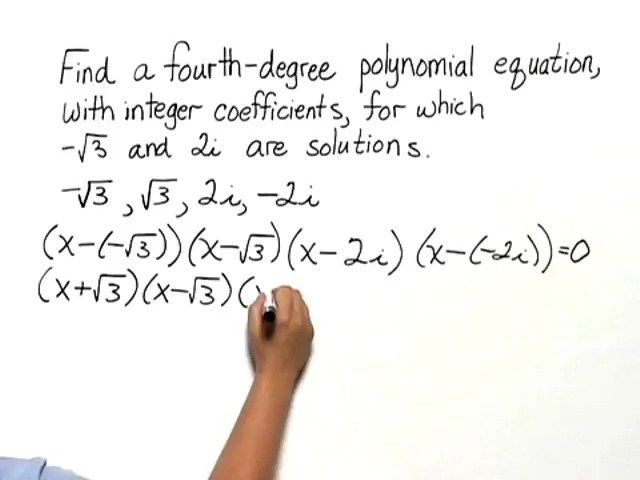 Find a fourth-degree polynomial equation,
with integer coefficients, for which
-√3 and 2i are solutions.
-√3, √3, 2i, -2i
(x-(-√3))(x-√3)(x-2i)(x-(-2i))=0
(x+√3)(x-√3)(